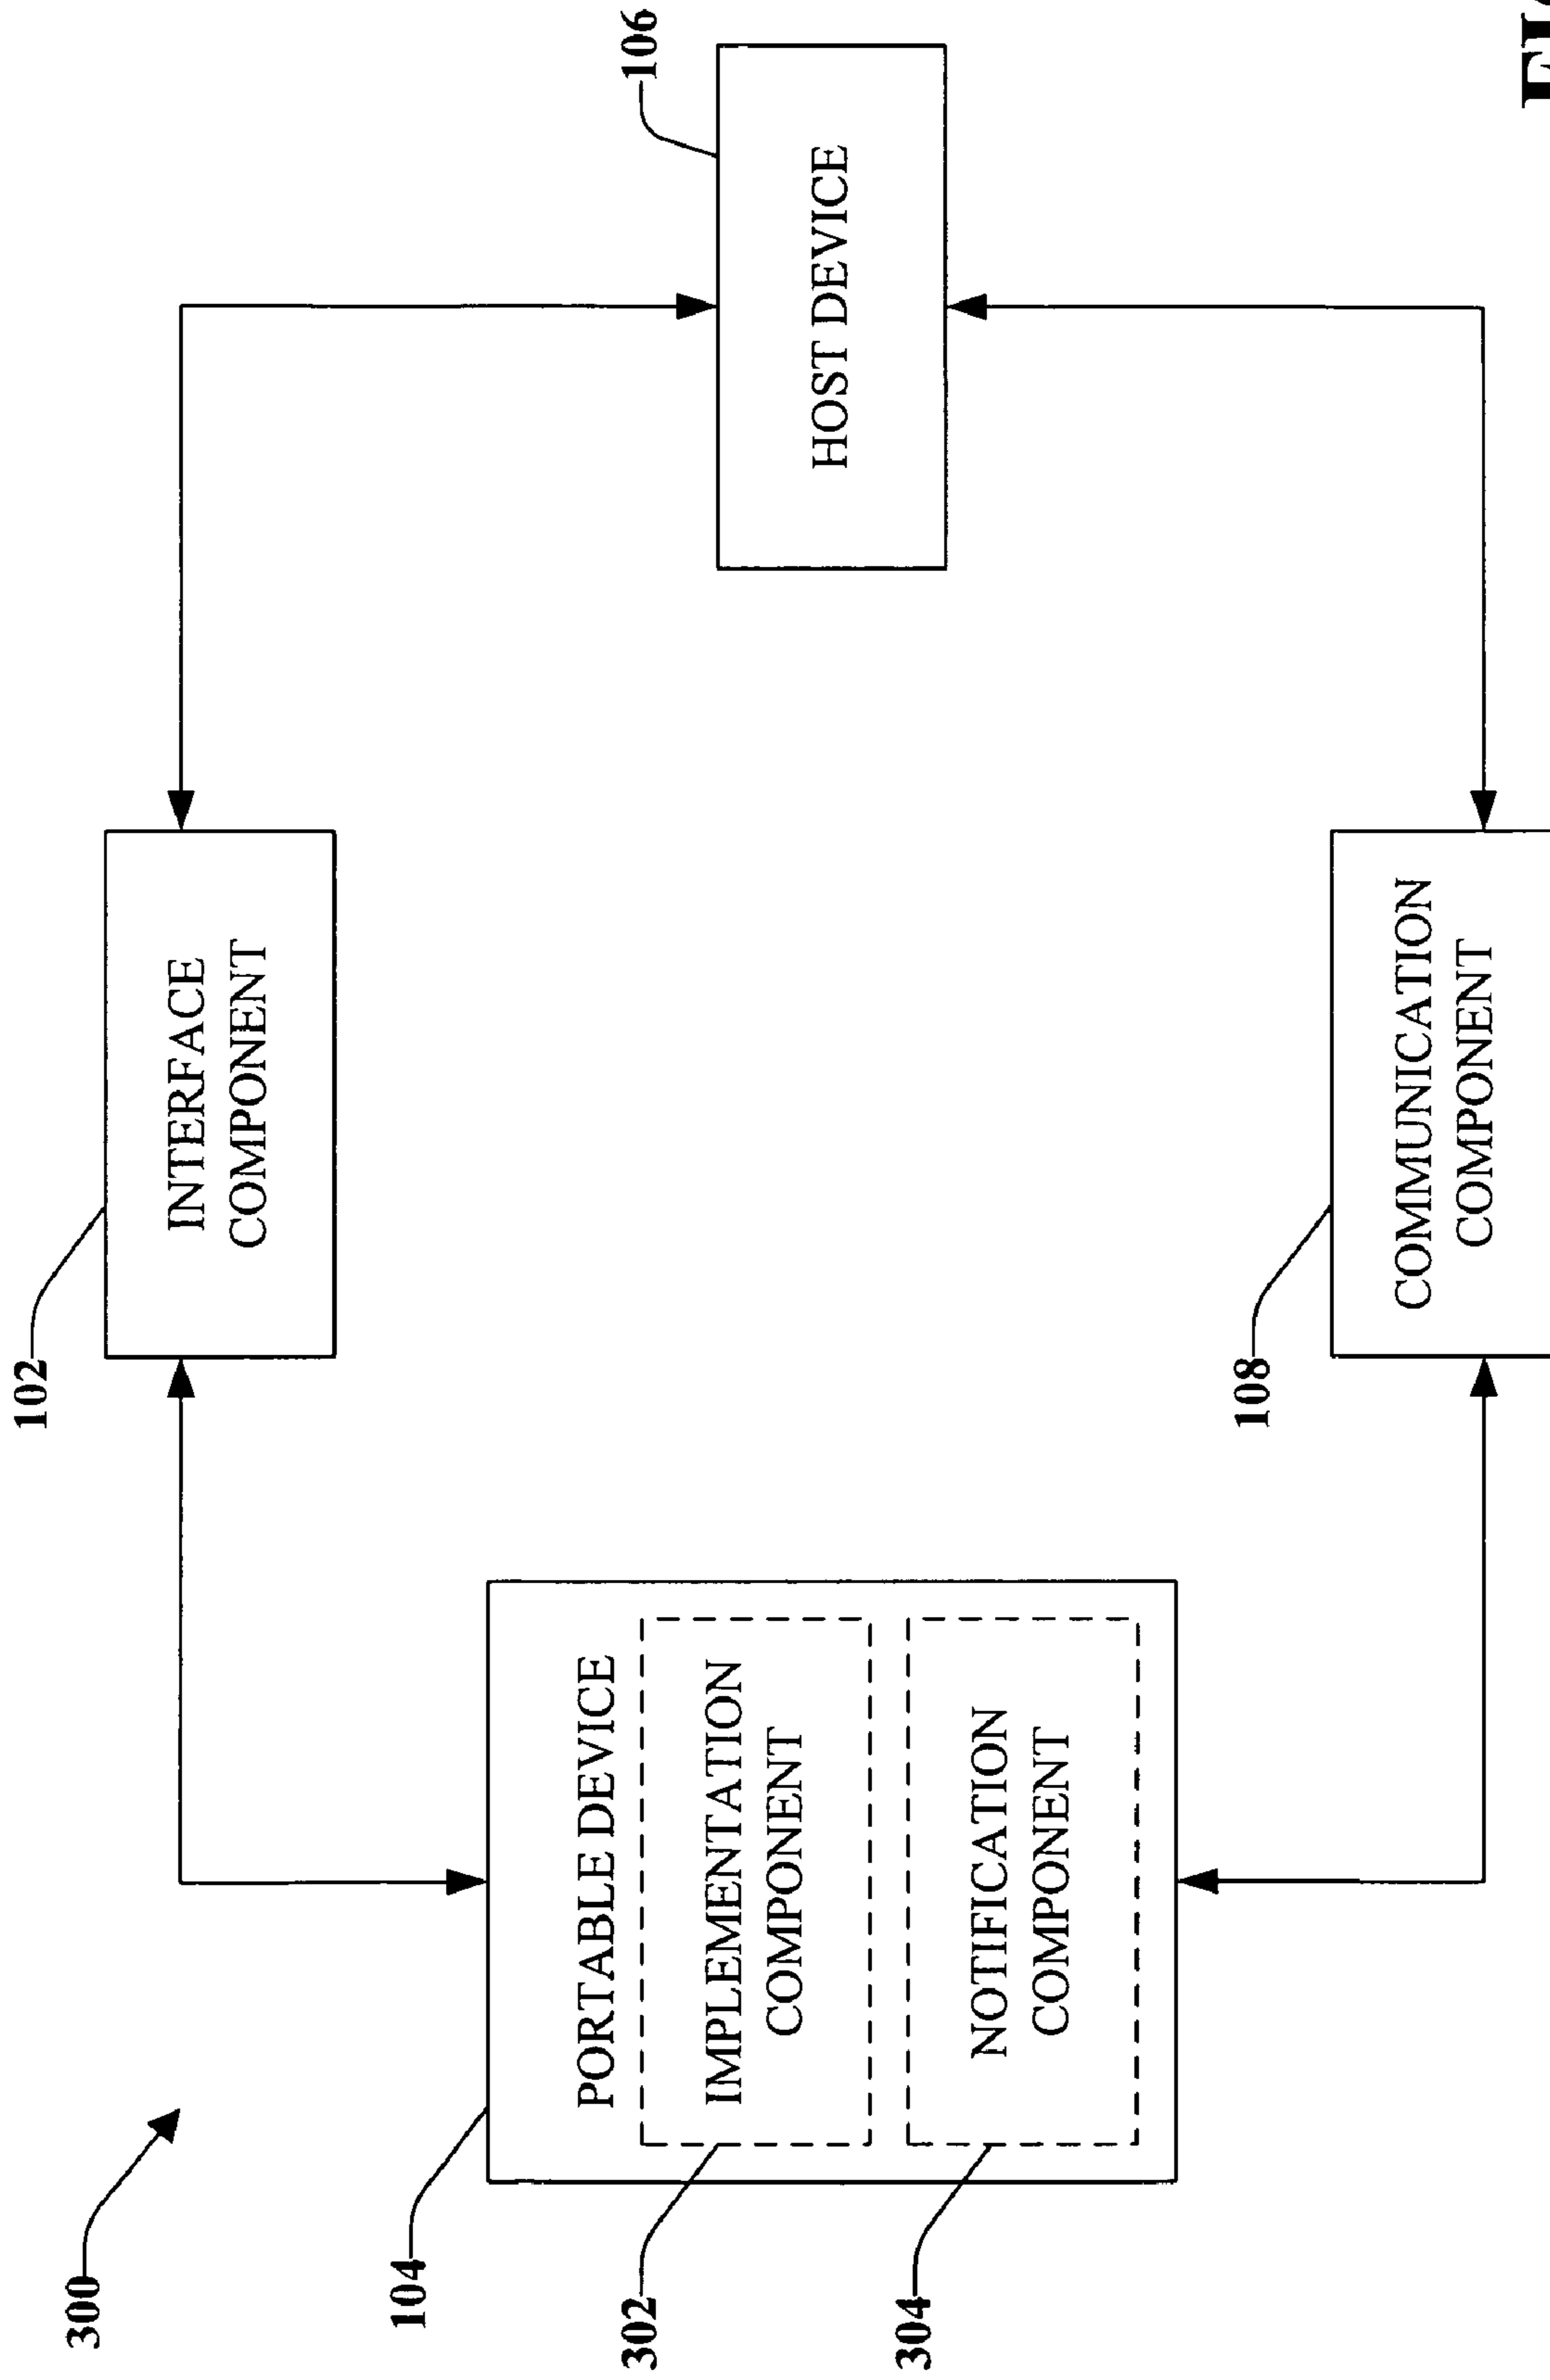 300
102
INTERFACE
COMPONENT
104
PORTABLE DEVICE
302
IMPLEMENTATION
COMPONENT
304
NOTIFICATION
COMPONENT
106
HOST DEVICE
108
COMMUNICATION
COMPONENT